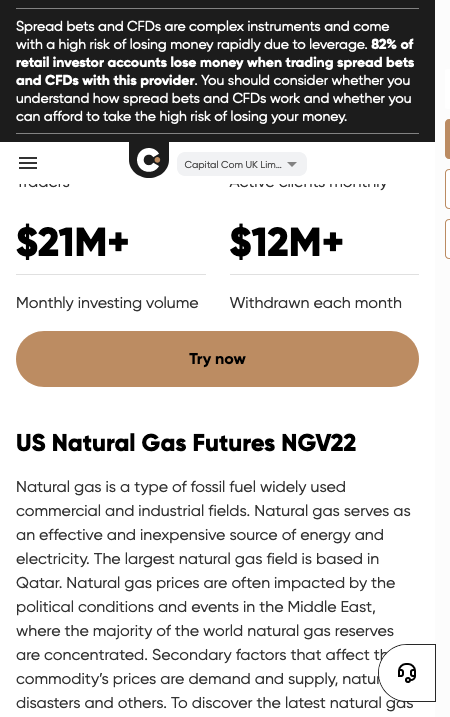 Spread bets and CFDs are complex instruments and come
with a high risk of losing money rapidly due to leverage. 82% of
retail investor accounts lose money when trading spread bets
and CFDs with this provider. You should consider whether you
understand how spread bets and CFDs work and whether you
can afford to take the high risk of losing your money.
Capital Com UK Lim...
Traders Active clients monthly
$21M+ $12M+
Monthly investing volume Withdrawn each month
Try now
US Natural Gas Futures NGV22
Natural gas is a type of fossil fuel widely used
commercial and industrial fields. Natural gas serves as
an effective and inexpensive source of energy and
electricity. The largest natural gas field is based in
Qatar. Natural gas prices are often impacted by the
political conditions and events in the Middle East,
where the majority of the world natural gas reserves
are concentrated. Secondary factors that affect
commodity's prices are demand and supply,
disasters and others. To discover the latest natural gas